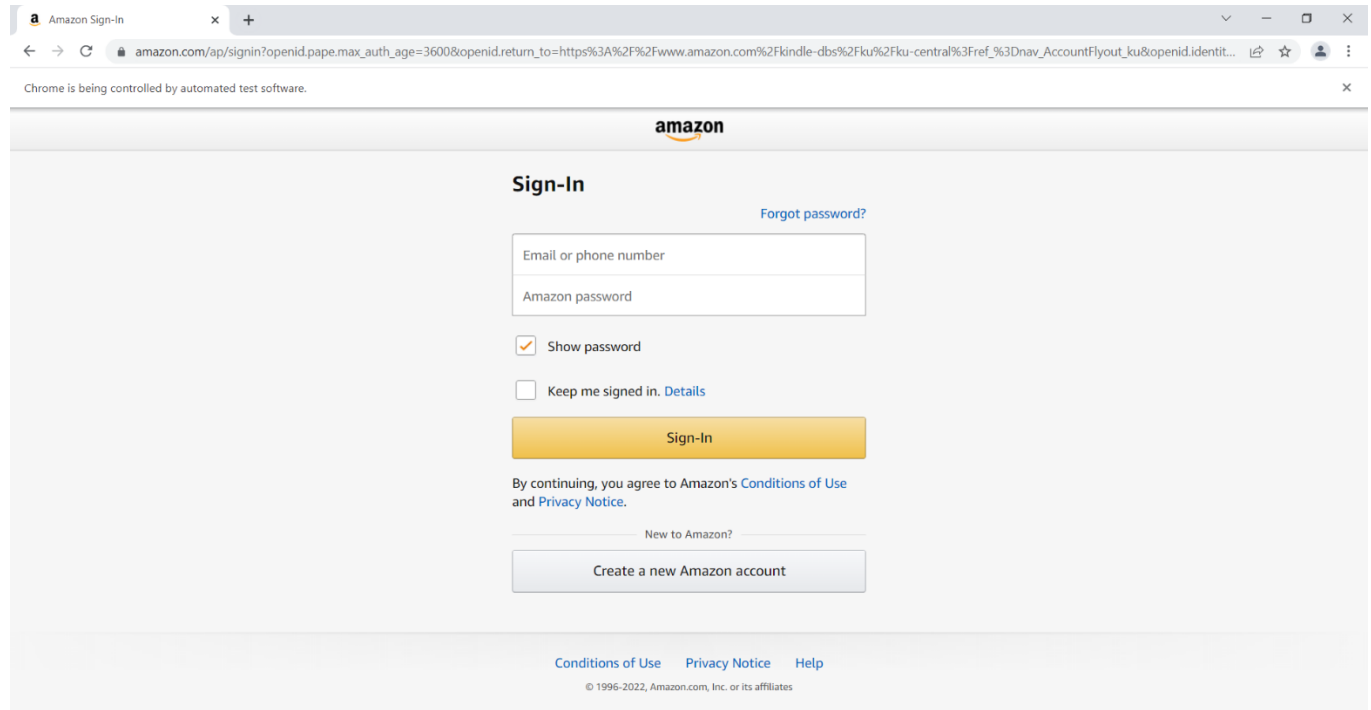 Amazon Sign-In
amazon.com/ap/signin?openid.pape.max_auth_age=3600&openid.return_to=https%3A%2F%2Fwww.amazon.com%2Fkindle-dbs%2Fku%2Fku-central%3Fref_%3Dnav_AccountFlyout_ku&openid.identit...
Chrome is being controlled by automated test software.
amazon
Sign-In
Forgot password?
Email or phone number
Amazon password
Show password
Keep me signed in. Details
Sign-In
By continuing, you agree to Amazon's Conditions of Use
and Privacy Notice.
New to Amazon?
Create a new Amazon account
Conditions of Use Privacy Notice Help
© 1996-2022, Amazon.com, Inc. or its affiliates